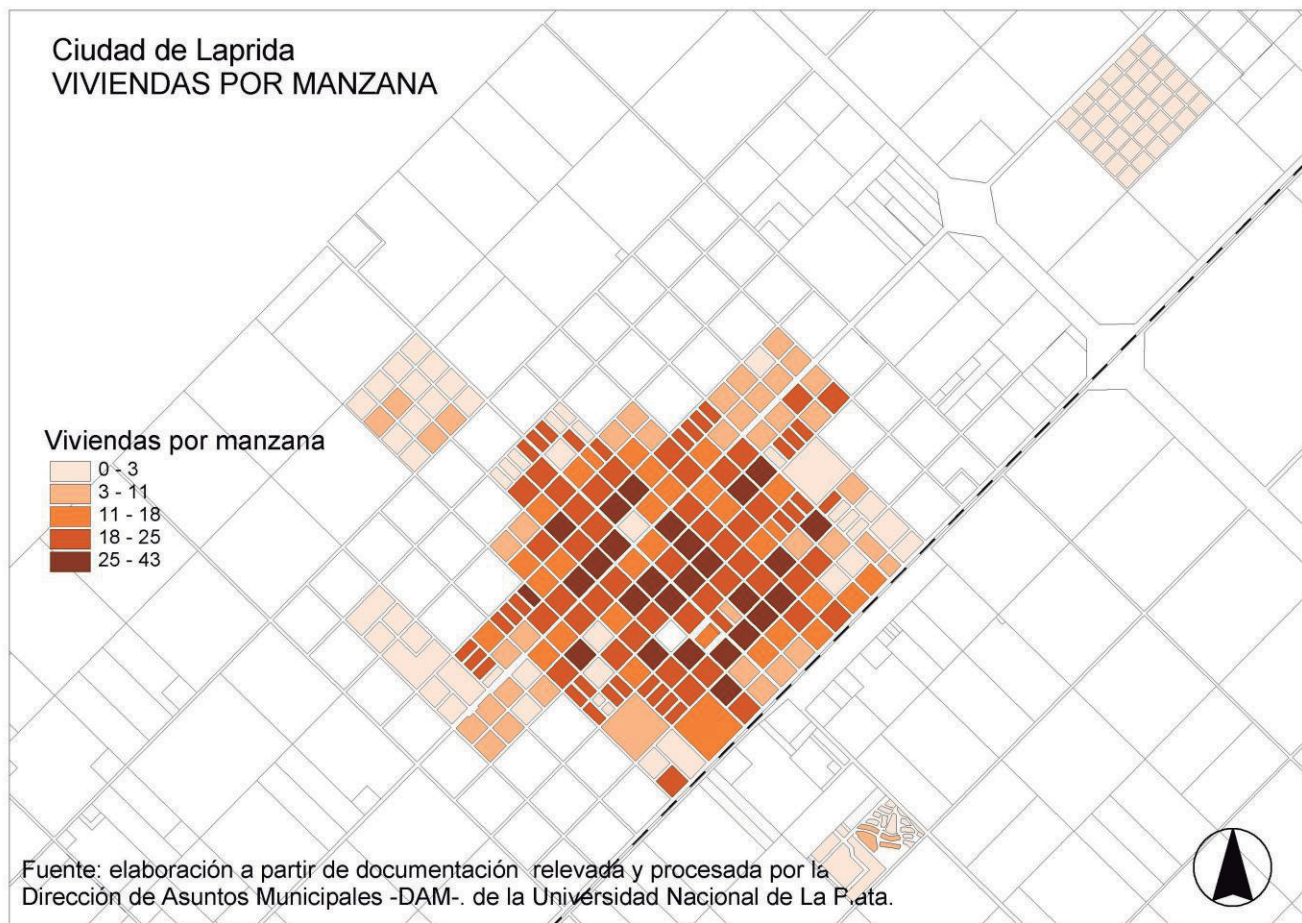 Ciudad de Laprida
VIVIENDAS POR MANZANA
Viviendas por manzana
0 - 3
3 - 11
11 - 18
18 - 25
25 - 43
Fuente: elaboración a partir de documentación relevada y procesada por la
Dirección de Asuntos Municipales -DAM-. de la Universidad Nacional de La Plata.